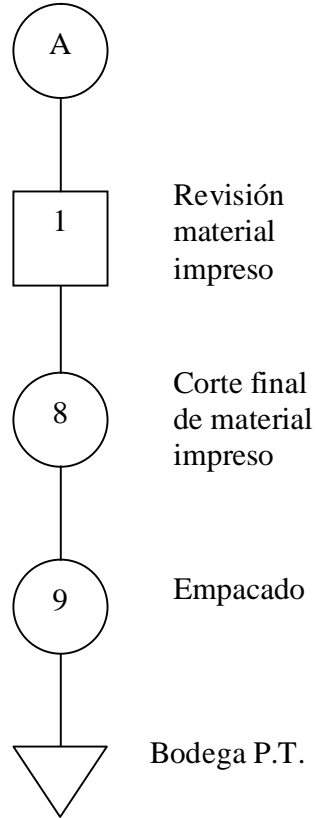 A
1
Revisión
material
impreso
8
Corte final
de material
impreso
9
Empacado
Bodega P.T.